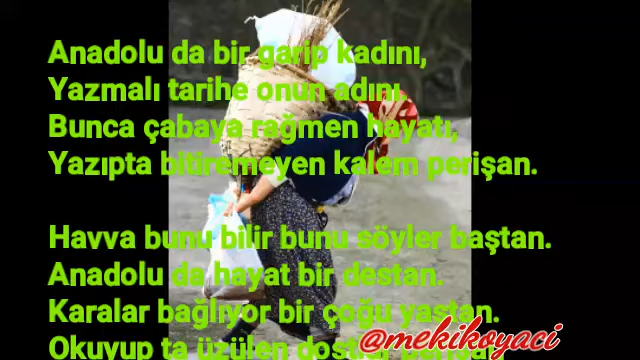 Anadolu da bir garip kadını,
Yazmalı tarihe onun adını.
Bunca çabaya rağmen hayatı,
Yazıpta bitiremeyen kalem perişan.
Havva bunu bilir bunu söyler baştan.
Anadolu da hayat bir destan.
Karalar bağlıyor bir çoğu yastan.
Okuyup ta üzülen
@mekikoyaci